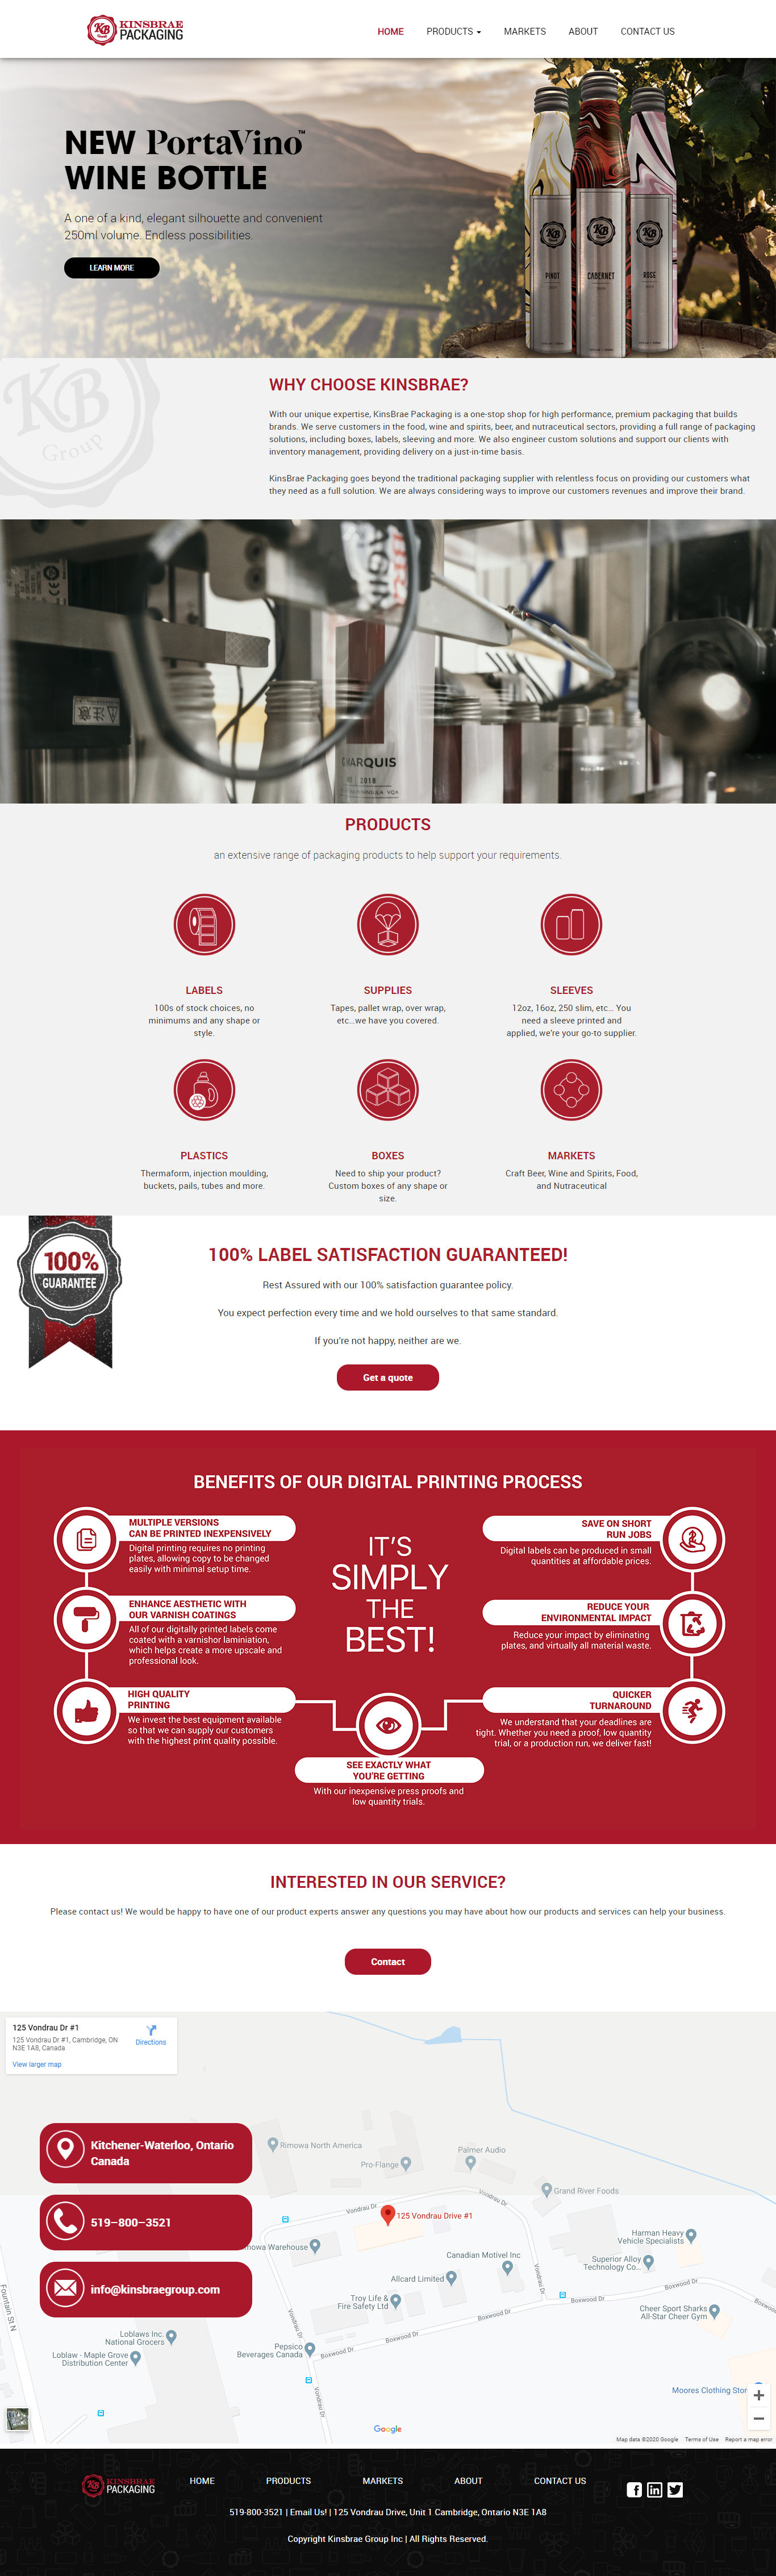 KINSBRAE
PACKAGING
HOME
PRODUCTS
MARKETS
ABOUT
CONTACT US
NEW PortaVino™
WINE BOTTLE
A one of a kind, elegant silhouette and convenient
250ml volume. Endless possibilities.
LEARN MORE
KB
PINOT
KB
CABERNET
KB
ROSE
KB
Group
WHY CHOOSE KINSBRAE?
With our unique expertise, KinsBrae Packaging is a one-stop shop for high performance, premium packaging that builds
brands. We serve customers in the food, wine and spirits, beer, and nutraceutical sectors, providing a full range of packaging
solutions, including boxes, labels, sleeving and more. We also engineer custom solutions and support our clients with
inventory management, providing delivery on a just-in-time basis.
KinsBrae Packaging goes beyond the traditional packaging supplier with relentless focus on providing our customers what
they need as a full solution. We are always considering ways to improve our customers revenues and improve their brand.
MARQUIS
2018
PRODUCTS
an extensive range of packaging products to help support your requirements.
LABELS
100s of stock choices, no
minimums and any shape or
style.
SUPPLIES
Tapes, pallet wrap, over wrap,
etc...we have you covered.
SLEEVES
12oz, 16oz, 250 slim, etc... You
need a sleeve printed and
applied, we're your go-to supplier.
PLASTICS
Thermaform, injection moulding,
buckets, pails, tubes and more.
BOXES
Need to ship your product?
Custom boxes of any shape or
size.
MARKETS
Craft Beer, Wine and Spirits, Food,
and Nutraceutical
100%
GUARANTEE
100% LABEL SATISFACTION GUARANTEED!
Rest Assured with our 100% satisfaction guarantee policy.
You expect perfection every time and we hold ourselves to that same standard.
If you're not happy, neither are we.
Get a quote
BENEFITS OF OUR DIGITAL PRINTING PROCESS
MULTIPLE VERSIONS
CAN BE PRINTED INEXPENSIVELY
Digital printing requires no printing
plates, allowing copy to be changed
easily with minimal setup time.
ENHANCE AESTHETIC WITH
OUR VARNISH COATINGS
All of our digitally printed labels come
coated with a varnishor laminiation,
which helps create a more upscale and
professional look.
HIGH QUALITY
PRINTING
We invest the best equipment available
so that we can supply our customers
with the highest print quality possible.
IT'S
SIMPLY
THE
BEST!
SAVE ON SHORT
RUN JOBS
Digital labels can be produced in small
quantities at affordable prices.
REDUCE YOUR
ENVIRONMENTAL IMPACT
Reduce your impact by eliminating
plates, and virtually all material waste.
QUICKER
TURNAROUND
We understand that your deadlines are
tight. Whether you need a proof, low quantity
trial, or a production run, we deliver fast!
SEE EXACTLY WHAT
YOU'RE GETTING
With our inexpensive press proofs and
low quantity trials.
INTERESTED IN OUR SERVICE?
Please contact us! We would be happy to have one of our product experts answer any questions you may have about how our products and services can help your business.
Contact
125 Vondrau Dr #1
125 Vondrau Dr #1, Cambridge, ON
N3E 1A8, Canada
Directions
View larger map
Kitchener-Waterloo, Ontario
Canada
519–800–3521
info@kinsbraegroup.com
Rimowa North America
Pro-Flange
Palmer Audio
Grand River Foods
Vondrau Dr
Vondrau Dr
125 Vondrau Drive #1
mowa Warehouse
Harman Heavy
Vehicle Specialists
Canadian Motivel Inc
Superior Alloy
Technology Co...
Allcard Limited
Vondrau Dr
Boxwood Dr
Troy Life &
Fire Safety Ltd
Boxwood Dr
Boxwood
Fountain St N
Vondrau Dr
Boxwood Dr
Cheer Sport Sharks
All-Star Cheer Gym
Loblaws Inc.
National Grocers
Boxwood Dr
Pepsico
Beverages Canada
Loblaw - Maple Grove
Distribution Center
Vondrau Dr
Moores Clothing Stor
Google
Map data ©2020 Google
Terms of Use
Report a map error
KINSBRAE
PACKAGING
HOME
PRODUCTS
MARKETS
ABOUT
CONTACT US
519-800-3521 | Email Us! | 125 Vondrau Drive, Unit 1 Cambridge, Ontario N3E 1A8
Copyright Kinsbrae Group Inc | All Rights Reserved.